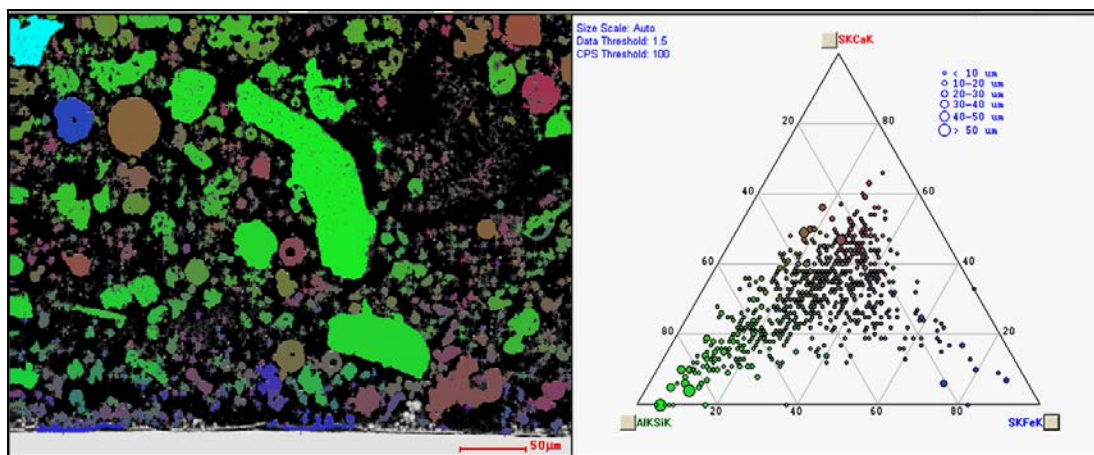 Size Scale: Auto
Data Threshold: 1.5
CPS Threshold: 100
SKCaK
< 10 um
10-20 um
20-30 um
30-40 um
40-50 um
> 50 um
20 80
40 60
60 40
80 20
20 40 60 80
AlKSiK
SKFeK
50µm